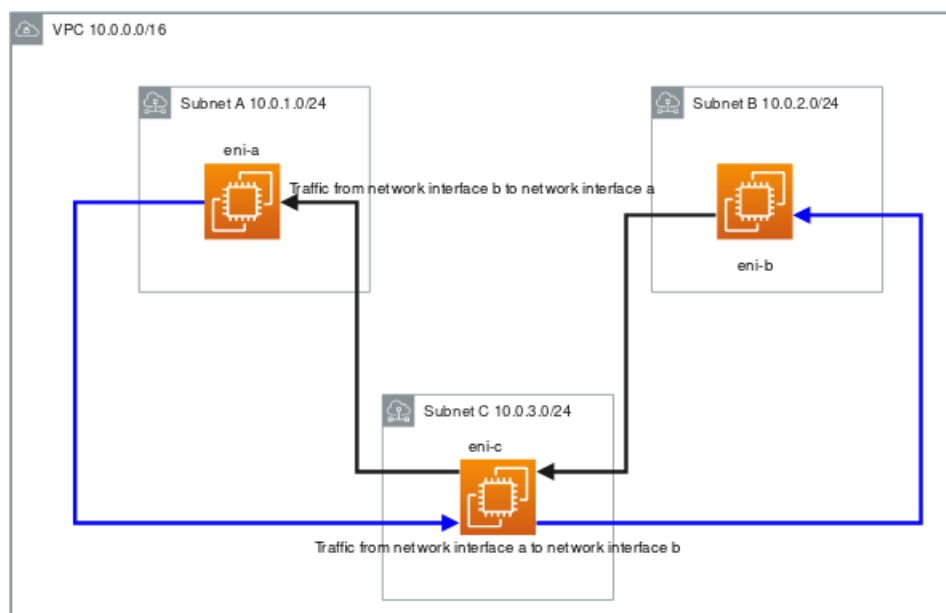 VPC 10.0.0.0/16
Subnet A 10.0.1.0/24
Subnet B 10.0.2.0/24
eni-a
Traffic from network interface b to network interface a
eni-b
Subnet C 10.0.3.0/24
eni-c
Traffic from network interface a to network interface b